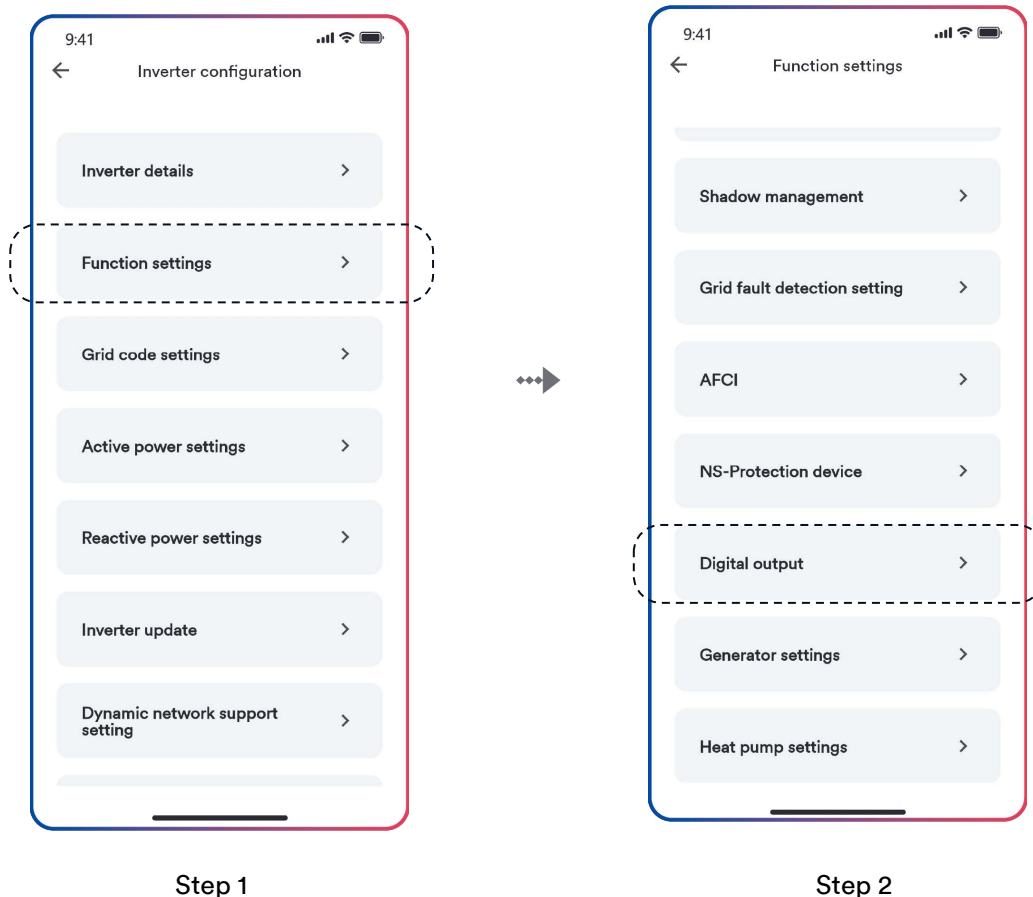 9:41
Inverter configuration
Inverter details
Function settings
Grid code settings
Active power settings
Reactive power settings
Inverter update
Dynamic network support
setting
Step 1
9:41
Function settings
Shadow management
Grid fault detection setting
AFCI
NS-Protection device
Digital output
Generator settings
Heat pump settings
Step 2